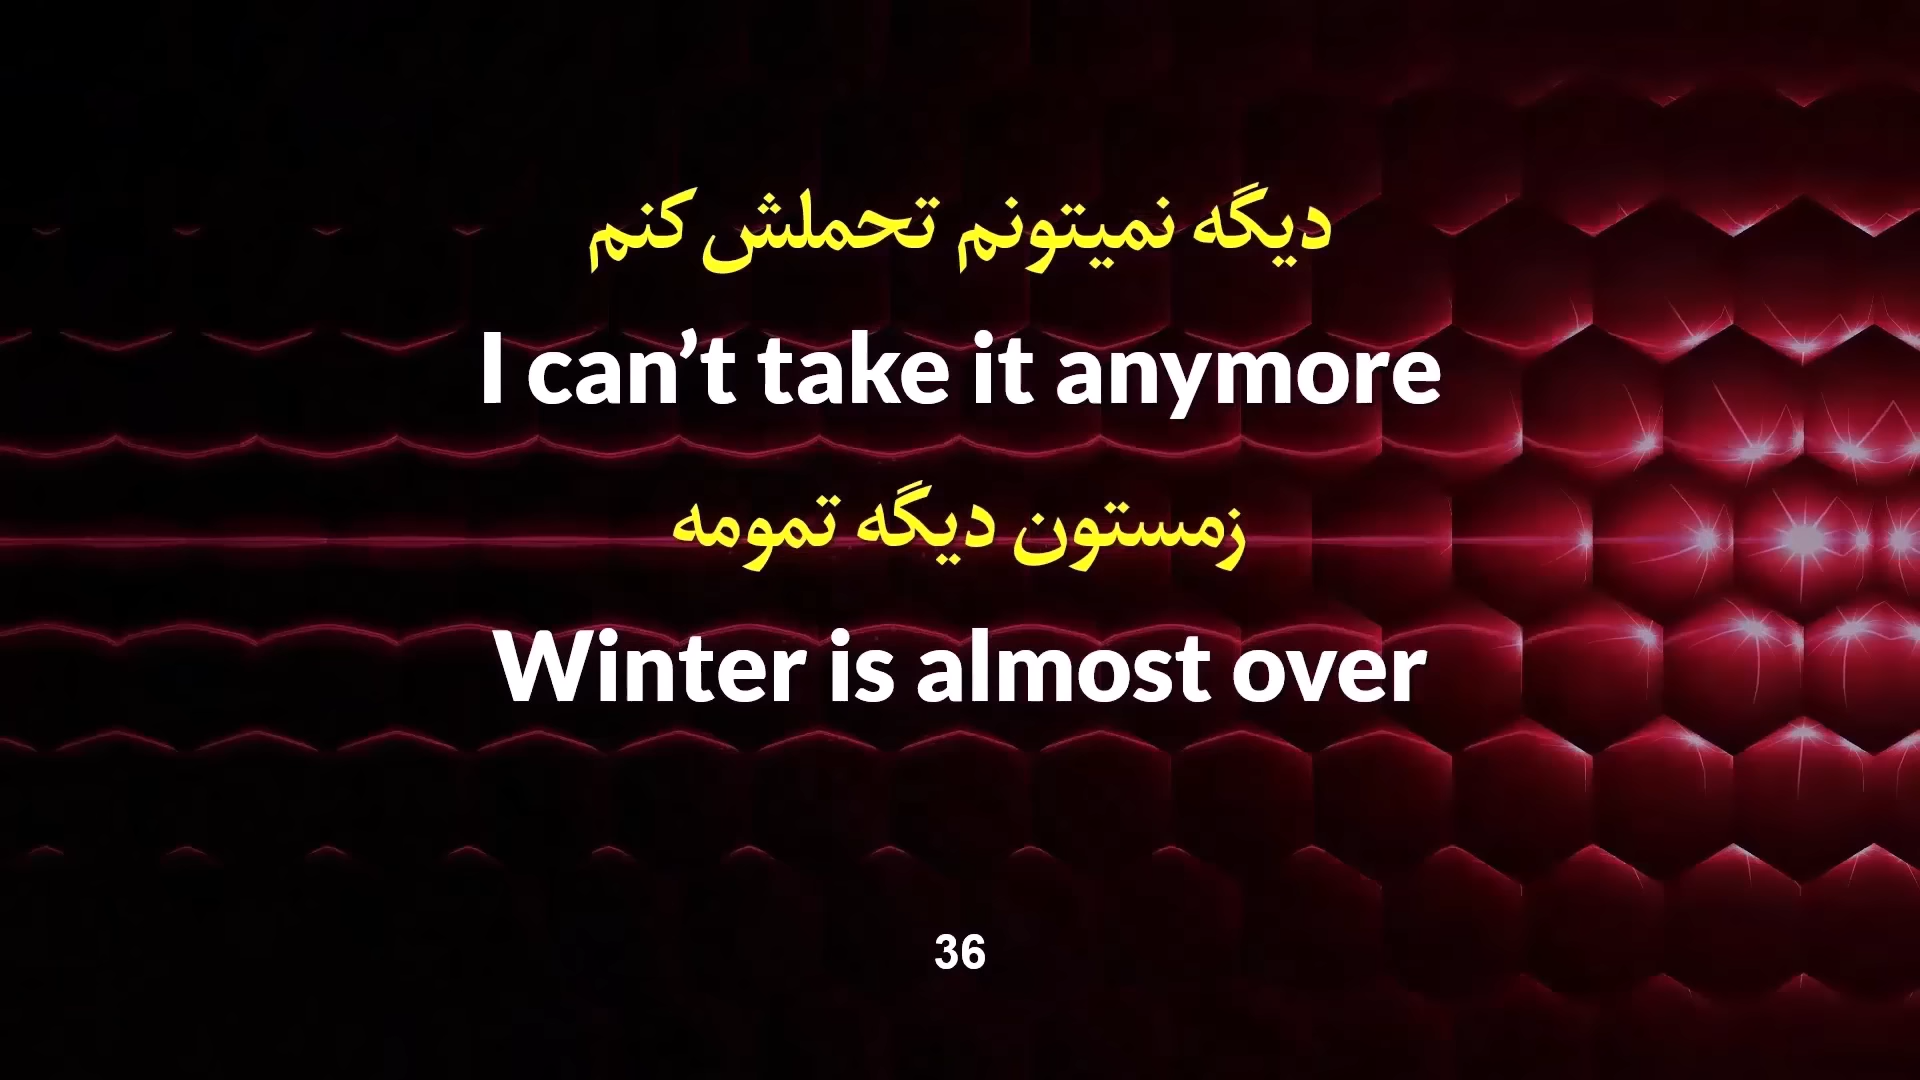 دیگه نمیتونم تحملش کنم
I can’t take it anymore
زمستون دیگه تمومه
Winter is almost over
36